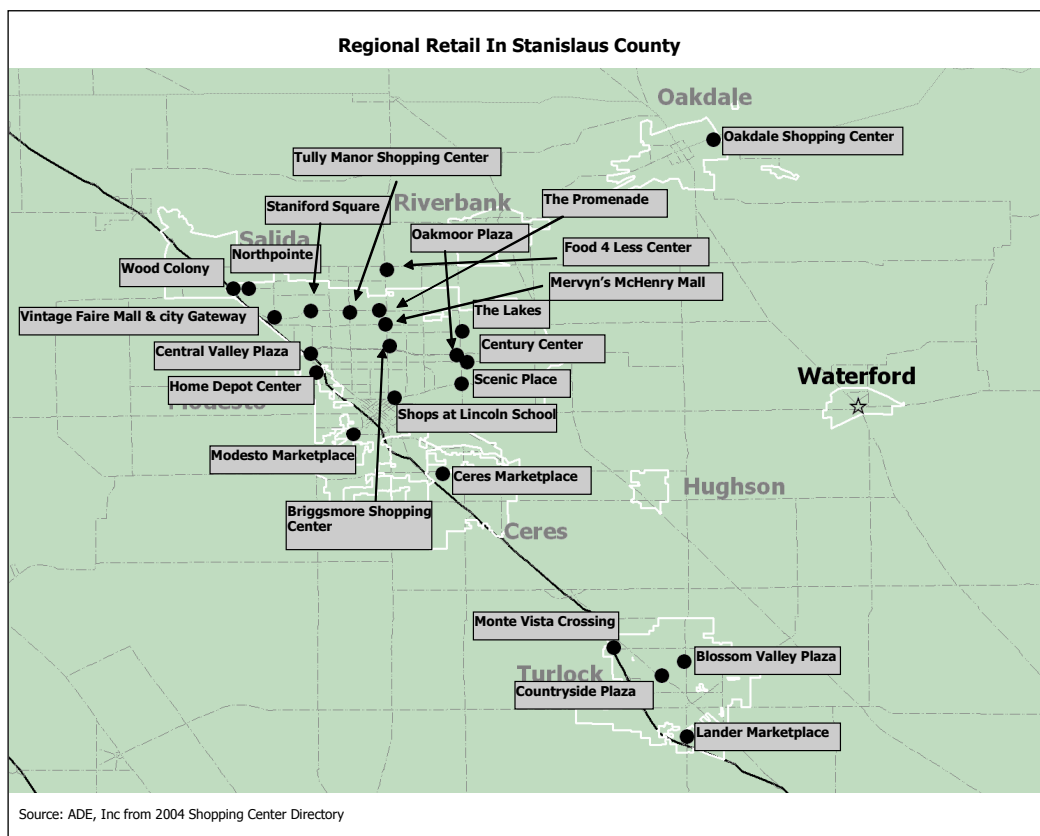 Regional Retail In Stanislaus County
Oakdale
Oakdale Shopping Center
Tully Manor Shopping Center
Staniford Square
Riverbank
The Promenade
Oakmoor Plaza
Food 4 Less Center
Salida
Northpointe
Wood Colony
Mervyn's McHenry Mall
The Lakes
Vintage Faire Mall & city Gateway
Century Center
Central Valley Plaza
Scenic Place
Waterford
Home Depot Center
Modesto
Shops at Lincoln School
Modesto Marketplace
Ceres Marketplace
Hughson
Briggsmore Shopping
Center
Ceres
Monte Vista Crossing
Blossom Valley Plaza
Turlock
Countryside Plaza
Lander Marketplace
Source: ADE, Inc from 2004 Shopping Center Directory